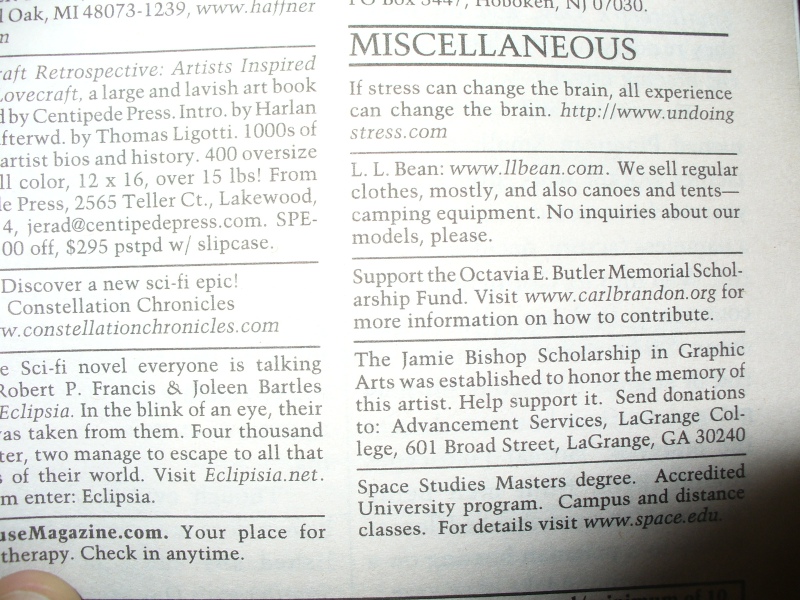 l Oak, MI 48073-1239, www.haffner
m
raft Retrospective: Artists Inspired
Lovecraft, a large and lavish art book
d by Centipede Press. Intro. by Harlan
fterwd. by Thomas Ligotti. 1000s of
artist bios and history. 400 oversize
ll color, 12 x 16, over 15 lbs! From
le Press, 2565 Teller Ct., Lakewood,
4, jerad@centipedepress.com. SPE-
00 off, $295 pstpd w/ slipcase.
Discover a new sci-fi epic!
Constellation Chronicles
w.constellationchronicles.com
e Sci-fi novel everyone is talking
Robert P. Francis & Joleen Bartles
Eclipsia. In the blink of an eye, their
as taken from them. Four thousand
ter, two manage to escape to all that
s of their world. Visit Eclipisia.net.
m enter: Eclipsia.
useMagazine.com. Your place for
therapy. Check in anytime.
PO Box 3447, Hoboken, NJ 07030.
MISCELLANEOUS
If stress can change the brain, all experience
can change the brain. http://www.undoing
stress.com
L. L. Bean: www.llbean.com. We sell regular
clothes, mostly, and also canoes and tents—
camping equipment. No inquiries about our
models, please.
Support the Octavia E. Butler Memorial Schol-
arship Fund. Visit www.carlbrandon.org for
more information on how to contribute.
The Jamie Bishop Scholarship in Graphic
Arts was established to honor the memory of
this artist. Help support it. Send donations
to: Advancement Services, LaGrange Col-
lege, 601 Broad Street, LaGrange, GA 30240
Space Studies Masters degree. Accredited
University program. Campus and distance
classes. For details visit www.space.edu.